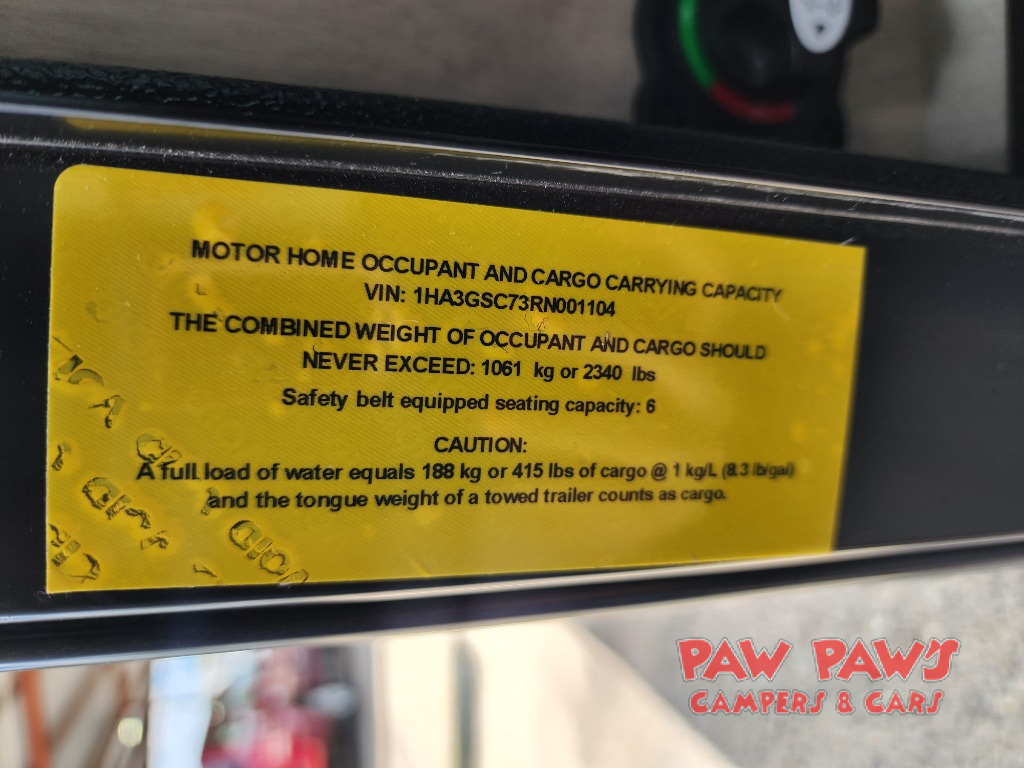 MOTOR HOME OCCUPANT AND CARGO CARRYING CAPACITY
VIN: 1HA3GSC73RN001104
THE COMBINED WEIGHT OF OCCUPANT AND CARGO SHOULD
NEVER EXCEED: 1061 kg or 2340 lbs
Safety belt equipped seating capacity: 6
CAUTION:
A full load of water equals 188 kg or 415 lbs of cargo @ 1 kg/L (8.3 lb/gal)
and the tongue weight of a towed trailer counts as cargo.
VOID
PAW PAW'S
CAMPERS & CARS